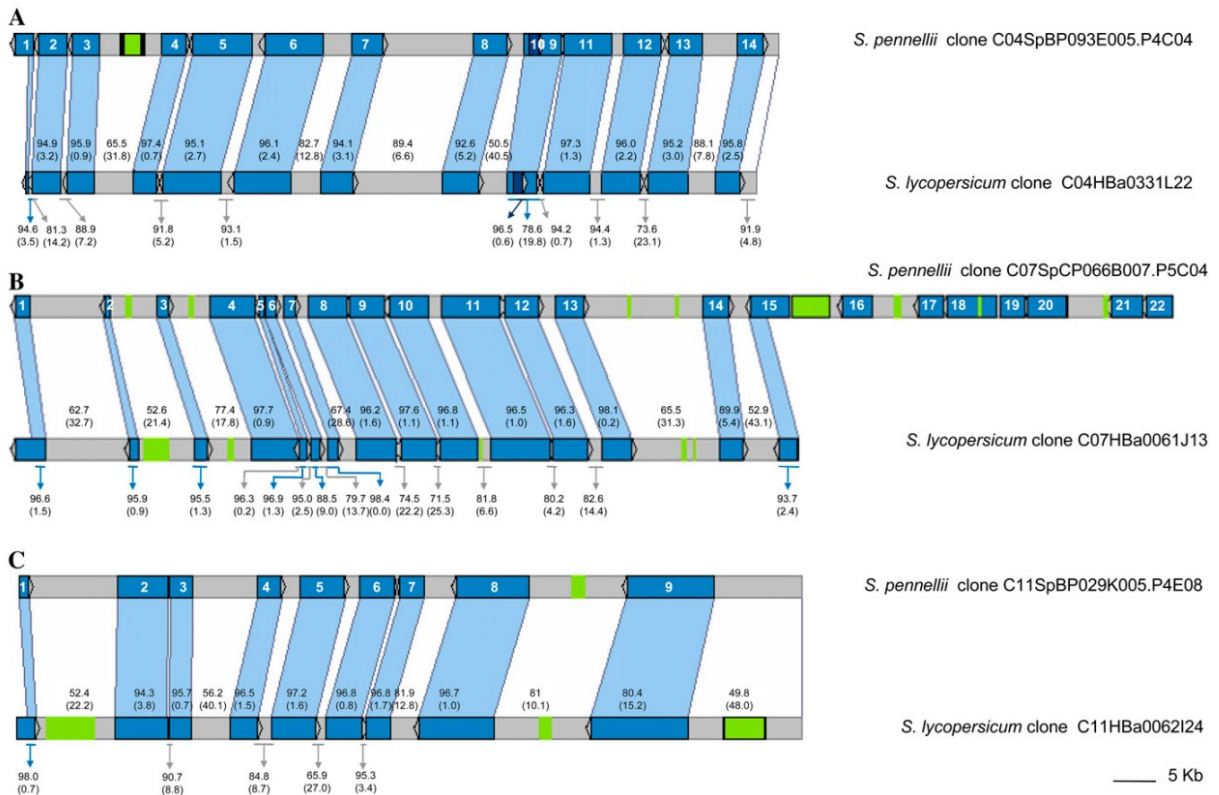 A
1 2 3 4 5 6 7 8 10 9 11 12 13 14
S. pennellii clone C04SpBP093E005.P4C04
94.9 95.9 65.5 97.4 95.1 96.1 82.7 94.1 89.4 92.6 50.5 97.3 96.0 95.2 88.1 95.8
(3.2) (0.9) (31.8) (0.7) (2.7) (2.4) (12.8) (3.1) (6.6) (5.2) (40.5) (1.3) (2.2) (3.0) (7.8) (2.5)
S. lycopersicum clone C04HBa0331L22
94.6 81.3 88.9 91.8 93.1 96.5 78.6 94.2 94.4 73.6 91.9
(3.5) (14.2) (7.2) (5.2) (1.5) (0.6) (19.8) (0.7) (1.3) (23.1) (4.8)
B
S. pennellii clone C07SpCP066B007.P5C04
1 2 3 4 5 6 7 8 9 10 11 12 13 14 15 16 17 18 19 20 21 22
62.7 52.6 77.4 97.7 67.4 96.2 97.6 96.8 96.5 96.3 98.1 65.5 89.9 52.9
(32.7) (21.4) (17.8) (0.9) (28.6) (1.6) (1.1) (1.1) (1.0) (1.6) (0.2) (31.3) (5.4) (43.1)
S. lycopersicum clone C07HBa0061J13
96.6 95.9 95.5 96.3 96.9 95.0 88.5 79.7 98.4 74.5 71.5 81.8 80.2 82.6 93.7
(1.5) (0.9) (1.3) (0.2) (1.3) (2.5) (9.0) (13.7) (0.0) (22.2) (25.3) (6.6) (4.2) (14.4) (2.4)
C
1 2 3 4 5 6 7 8 9
S. pennellii clone C11SpBP029K005.P4E08
52.4 94.3 95.7 56.2 96.5 97.2 96.8 96.8 81.9 96.7 81 80.4 49.8
(22.2) (3.8) (0.7) (40.1) (1.5) (1.6) (0.8) (1.7) (12.8) (1.0) (10.1) (15.2) (48.0)
S. lycopersicum clone C11HBa0062I24
98.0 90.7 84.8 65.9 95.3
(0.7) (8.8) (8.7) (27.0) (3.4)
5 Kb